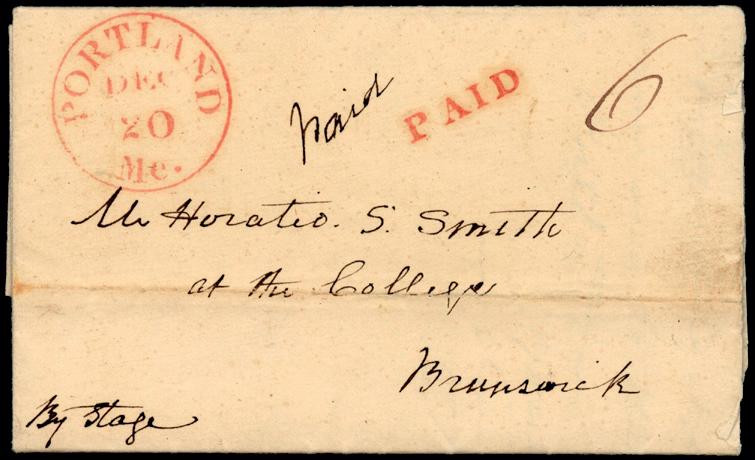 PORTLAND
DEC
20
Me.
paid
PAID
6
Mr Horatio. S. Smith
at the College
Brunswick
By Stage